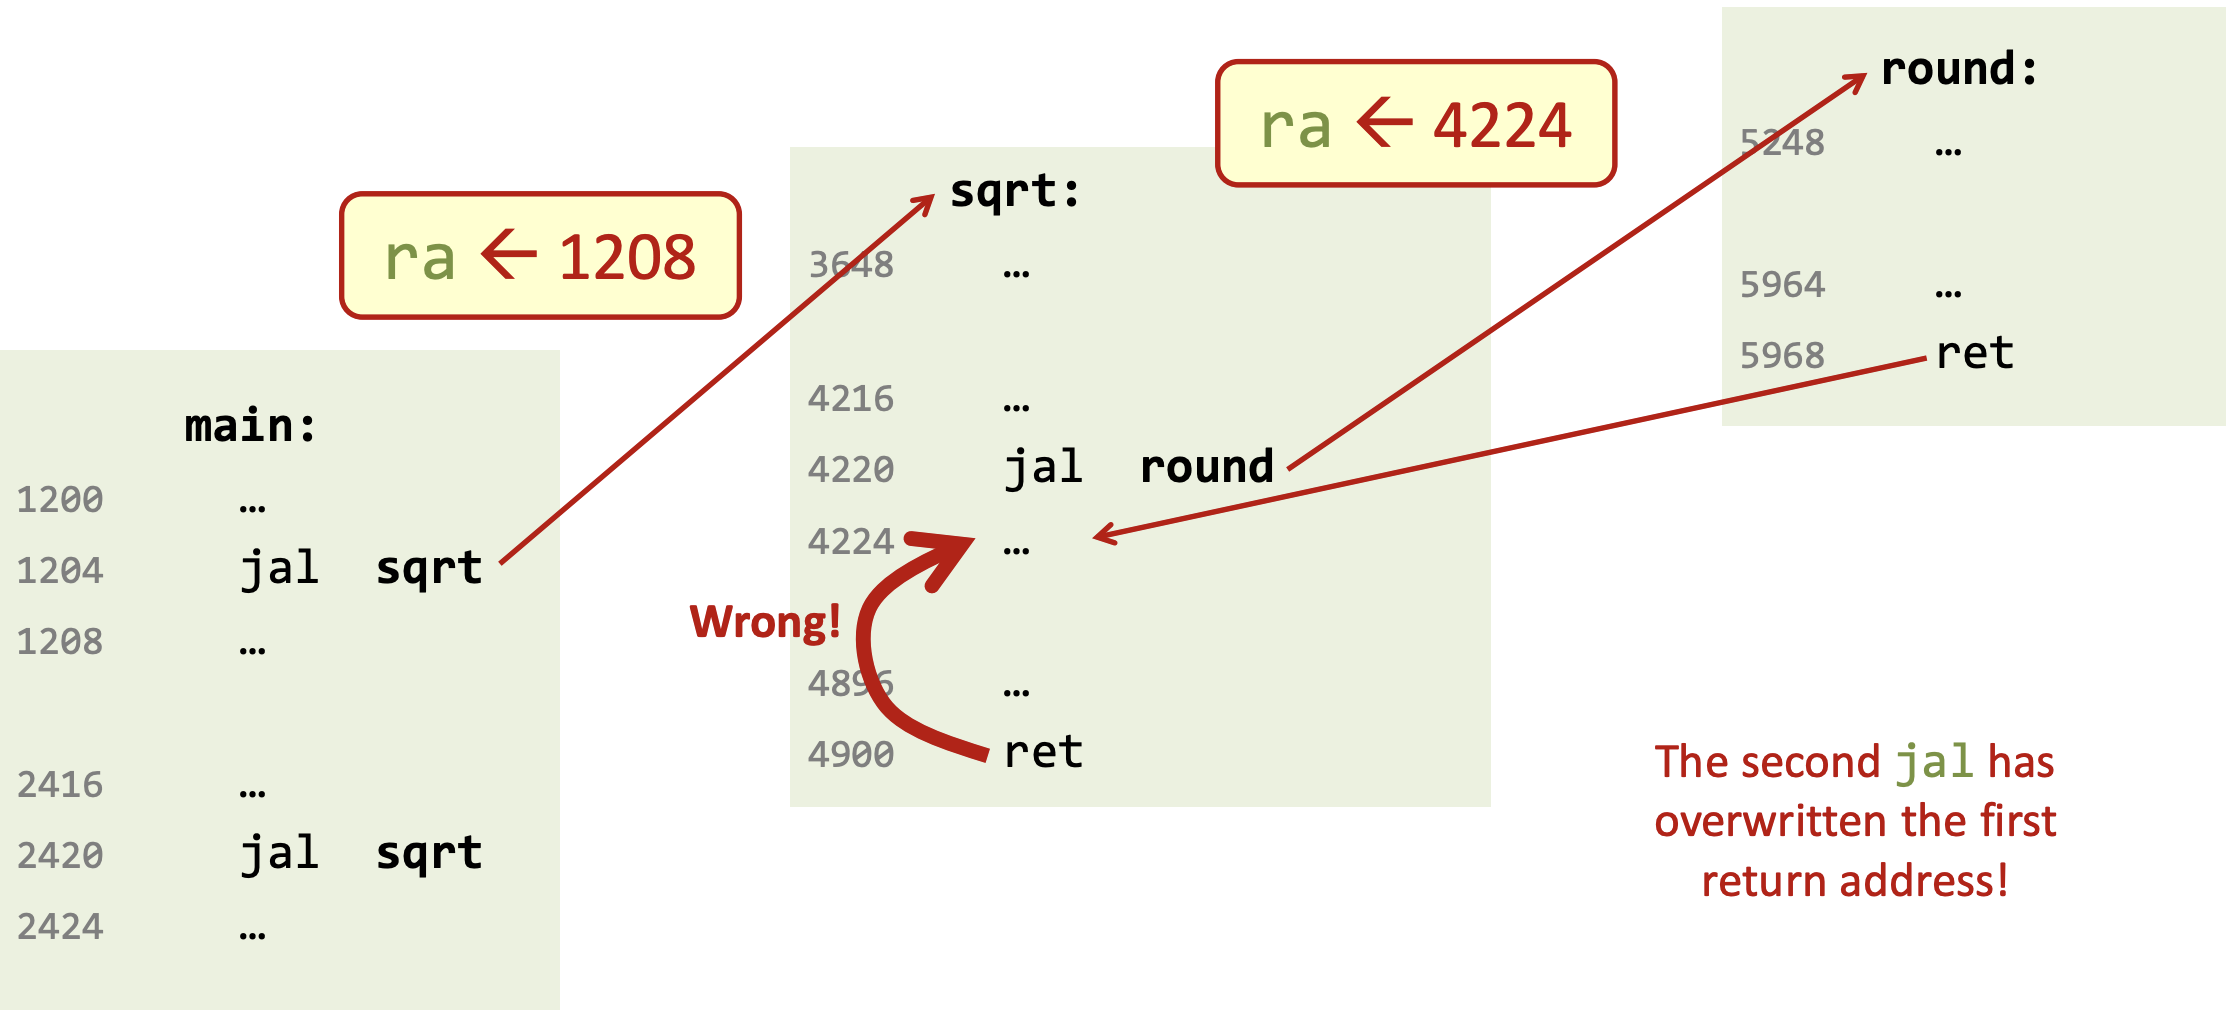 main:
1200 …
1204 jal sqrt
1208 …
2416 …
2420 jal sqrt
2424 …
ra ← 1208
sqrt:
3648 …
4216 …
4220 jal round
4224 …
Wrong!
4896 …
4900 ret
ra ← 4224
round:
5248 …
5964 …
5968 ret
The second jal has
overwritten the first
return address!